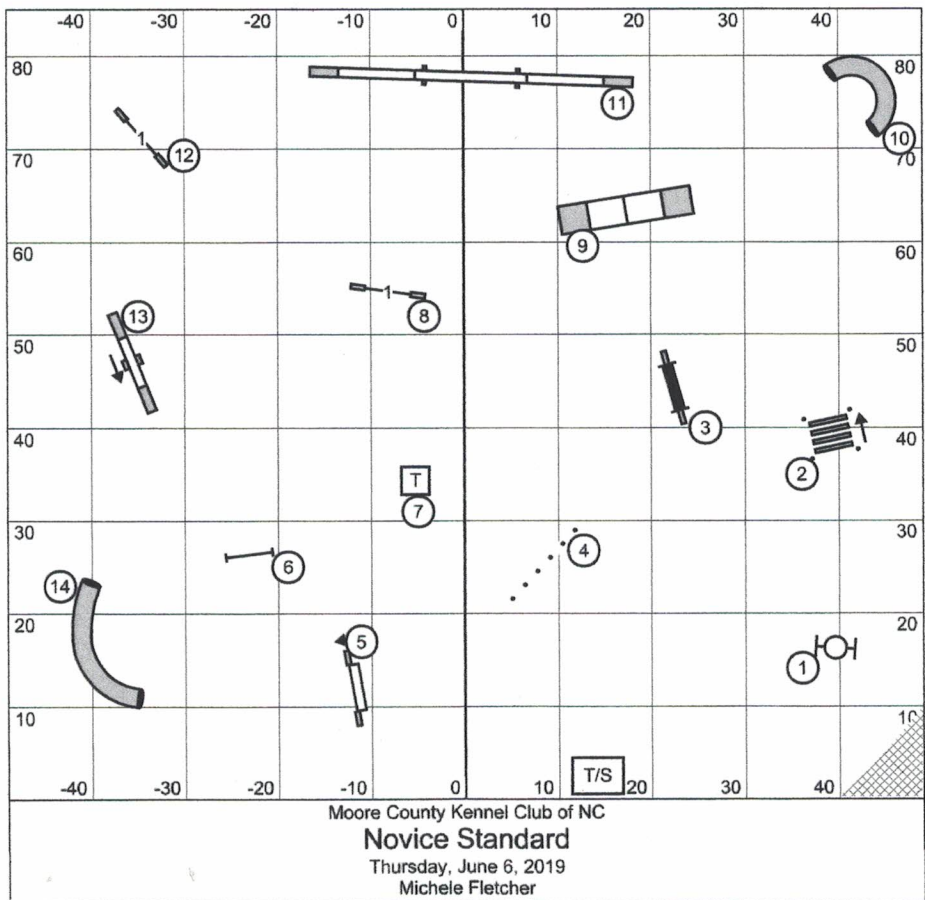 -40 -30 -20 -10 0 10 20 30 40
80 80
11
10
1 12
70 70
9
60 60
1
8
13
50 50
3
40 40
2
T
7
30 30
4
6
14
20 20
5
1
10 10
T/S
-40 -30 -20 -10 0 10 20 30 40
Moore County Kennel Club of NC
Novice Standard
Thursday, June 6, 2019
Michele Fletcher